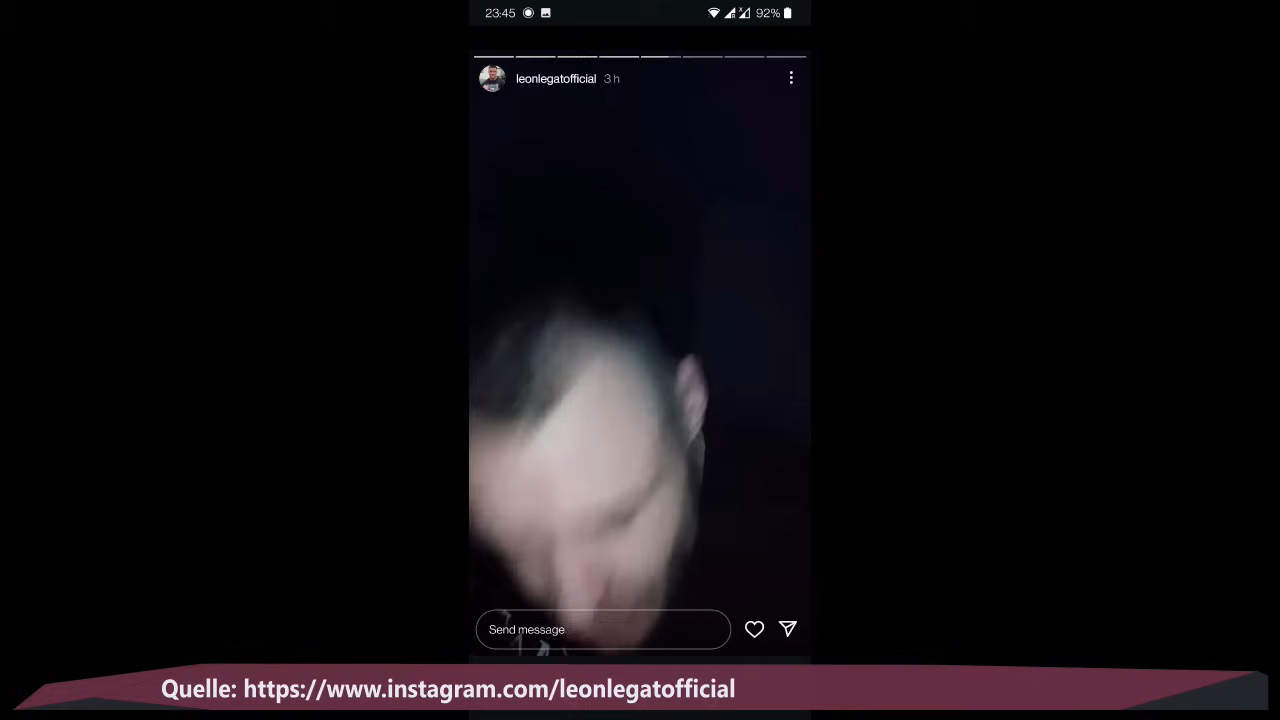 23:45 92%
leonlegatofficial 3 h
Send message
Quelle: https://www.instagram.com/leonlegatofficial